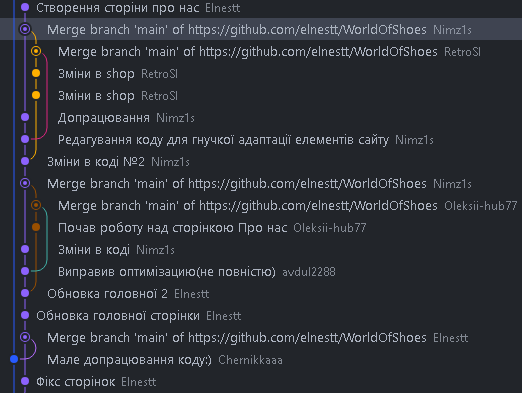 Створення сторіни про нас Elnestt
Merge branch 'main' of https://github.com/elnestt/WorldOfShoes Nimz1s
Merge branch 'main' of https://github.com/elnestt/WorldOfShoes RetroSl
Зміни в shop RetroSl
Зміни в shop RetroSl
Допрацювання Nimz1s
Редагування коду для гнучкої адаптації елементів сайту Nimz1s
Зміни в коді №2 Nimz1s
Merge branch 'main' of https://github.com/elnestt/WorldOfShoes Nimz1s
Merge branch 'main' of https://github.com/elnestt/WorldOfShoes Oleksii-hub77
Почав роботу над сторінкою Про нас Oleksii-hub77
Зміни в коді Nimz1s
Виправив оптимізацію(не повністю) avdul2288
Обновка головної 2 Elnestt
Обновка головної сторінки Elnestt
Merge branch 'main' of https://github.com/elnestt/WorldOfShoes Elnestt
Мале допрацювання коду:) Chernikkaaa
Фікс сторінок Elnestt